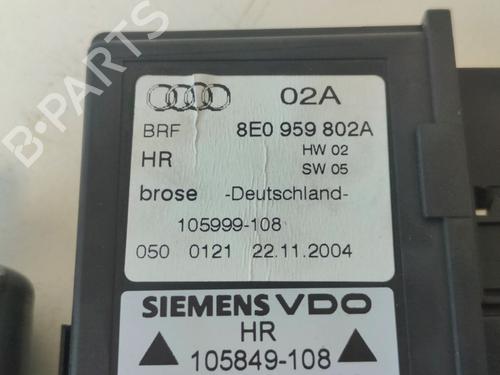 B-PARTS
02A
BRF 8E0 959 802A
HR HW 02
SW 05
brose -Deutschland-
105999-108
050 0121 22.11.2004
SIEMENS VDO
HR
105849-108